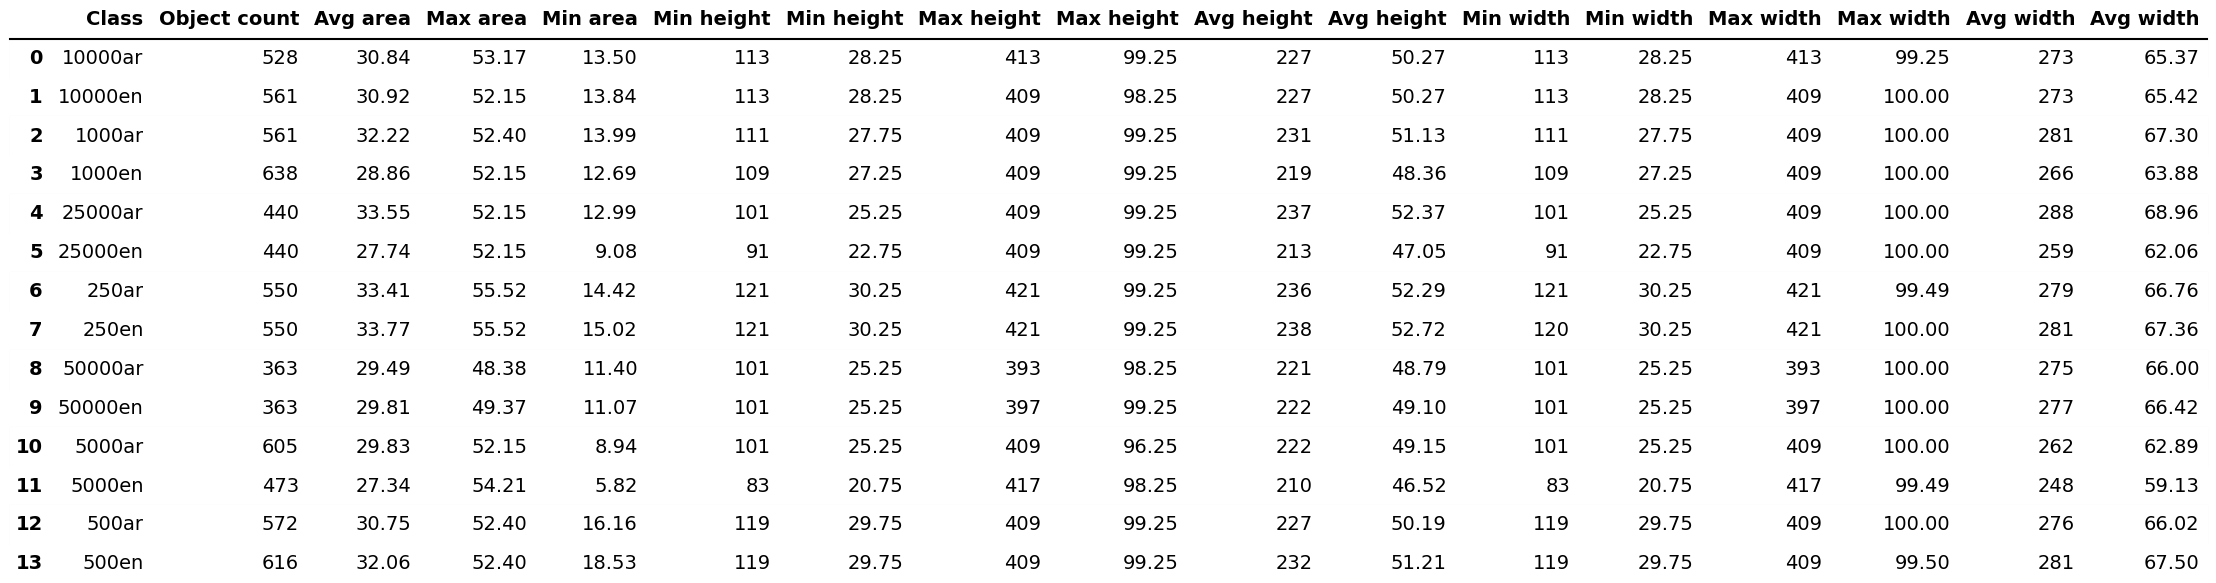 Class Object count Avg area Max area Min area Min height Min height Max height Max height Avg height Avg height Min width Min width Max width Max width Avg width Avg width
0 10000ar 528 30.84 53.17 13.50 113 28.25 413 99.25 227 50.27 113 28.25 413 99.25 273 65.37
1 10000en 561 30.92 52.15 13.84 113 28.25 409 98.25 227 50.27 113 28.25 409 100.00 273 65.42
2 1000ar 561 32.22 52.40 13.99 111 27.75 409 99.25 231 51.13 111 27.75 409 100.00 281 67.30
3 1000en 638 28.86 52.15 12.69 109 27.25 409 99.25 219 48.36 109 27.25 409 100.00 266 63.88
4 25000ar 440 33.55 52.15 12.99 101 25.25 409 99.25 237 52.37 101 25.25 409 100.00 288 68.96
5 25000en 440 27.74 52.15 9.08 91 22.75 409 99.25 213 47.05 91 22.75 409 100.00 259 62.06
6 250ar 550 33.41 55.52 14.42 121 30.25 421 99.25 236 52.29 121 30.25 421 99.49 279 66.76
7 250en 550 33.77 55.52 15.02 121 30.25 421 99.25 238 52.72 120 30.25 421 100.00 281 67.36
8 50000ar 363 29.49 48.38 11.40 101 25.25 393 98.25 221 48.79 101 25.25 393 100.00 275 66.00
9 50000en 363 29.81 49.37 11.07 101 25.25 397 99.25 222 49.10 101 25.25 397 100.00 277 66.42
10 5000ar 605 29.83 52.15 8.94 101 25.25 409 96.25 222 49.15 101 25.25 409 100.00 262 62.89
11 5000en 473 27.34 54.21 5.82 83 20.75 417 98.25 210 46.52 83 20.75 417 99.49 248 59.13
12 500ar 572 30.75 52.40 16.16 119 29.75 409 99.25 227 50.19 119 29.75 409 100.00 276 66.02
13 500en 616 32.06 52.40 18.53 119 29.75 409 99.25 232 51.21 119 29.75 409 99.50 281 67.50